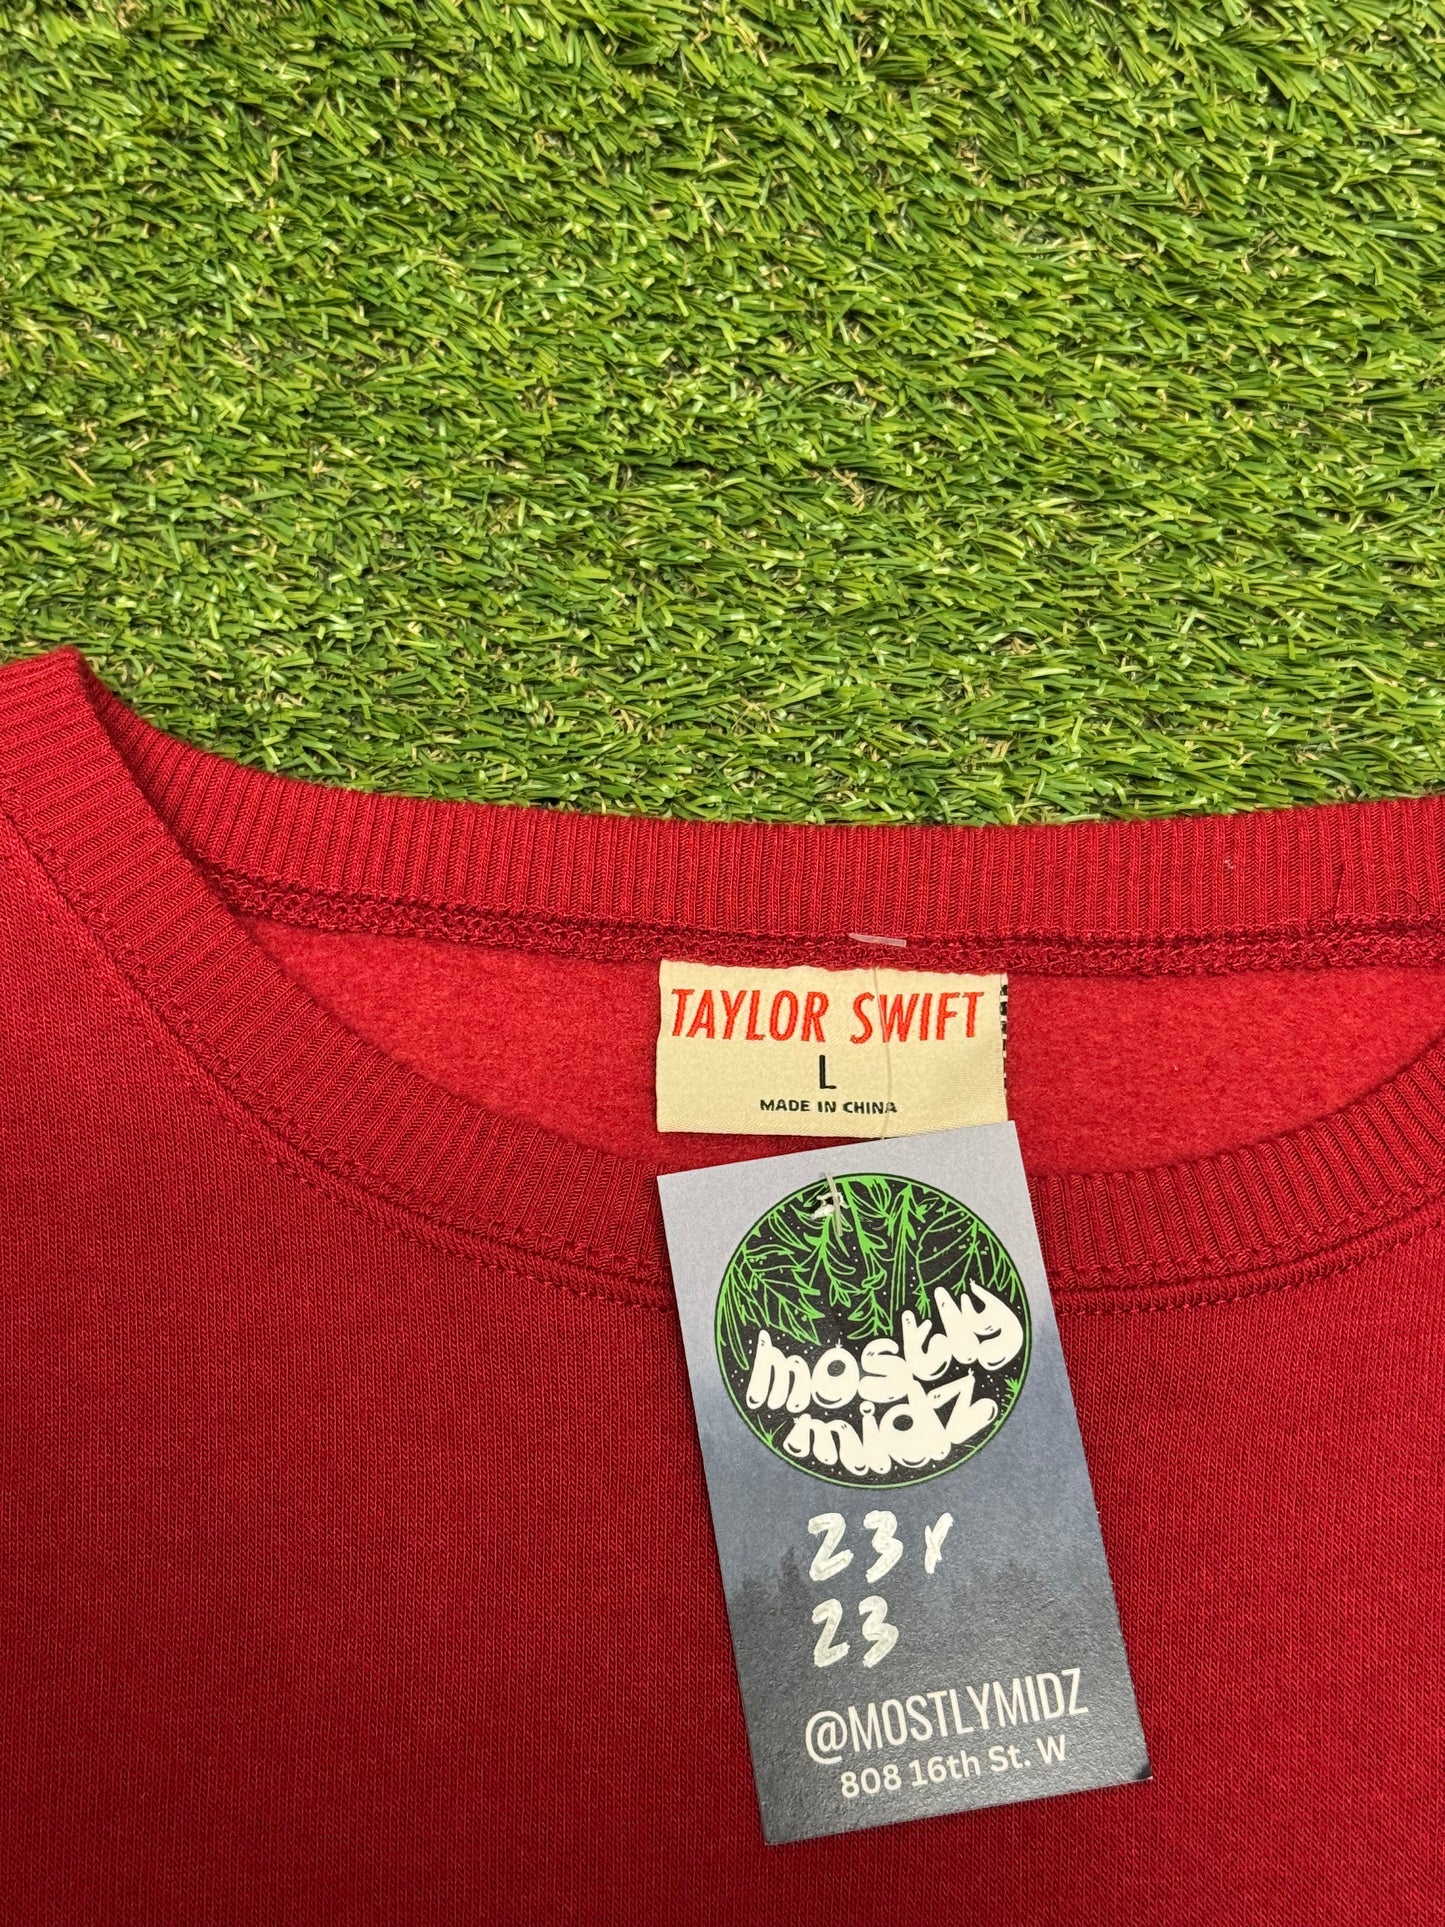 TAYLOR SWIFT
L
MADE IN CHINA
mostly
midz
23x
23
@MOSTLYMIDZ
808 16th St. W